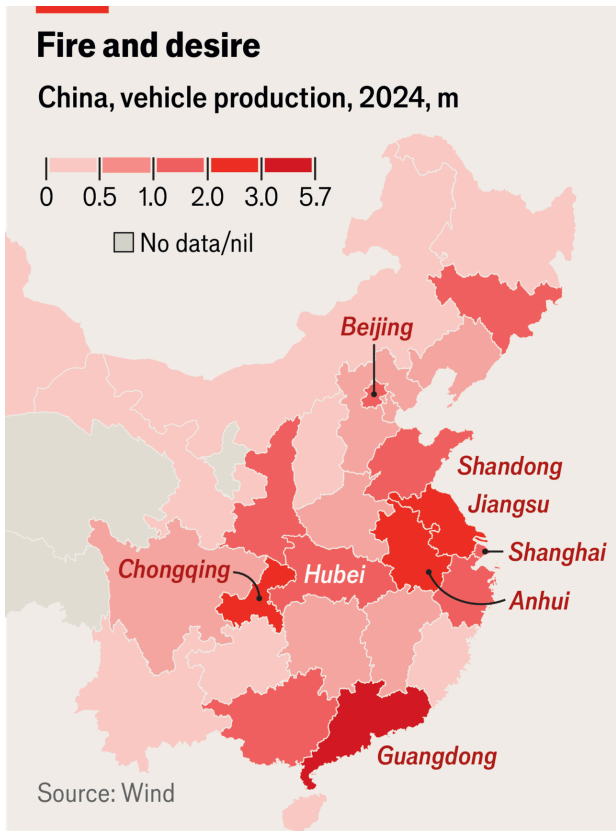 Fire and desire
China, vehicle production, 2024, m
0 0.5 1.0 2.0 3.0 5.7
No data/nil
Beijing
Shandong
Jiangsu
Shanghai
Chongqing
Hubei
Anhui
Guangdong
Source: Wind